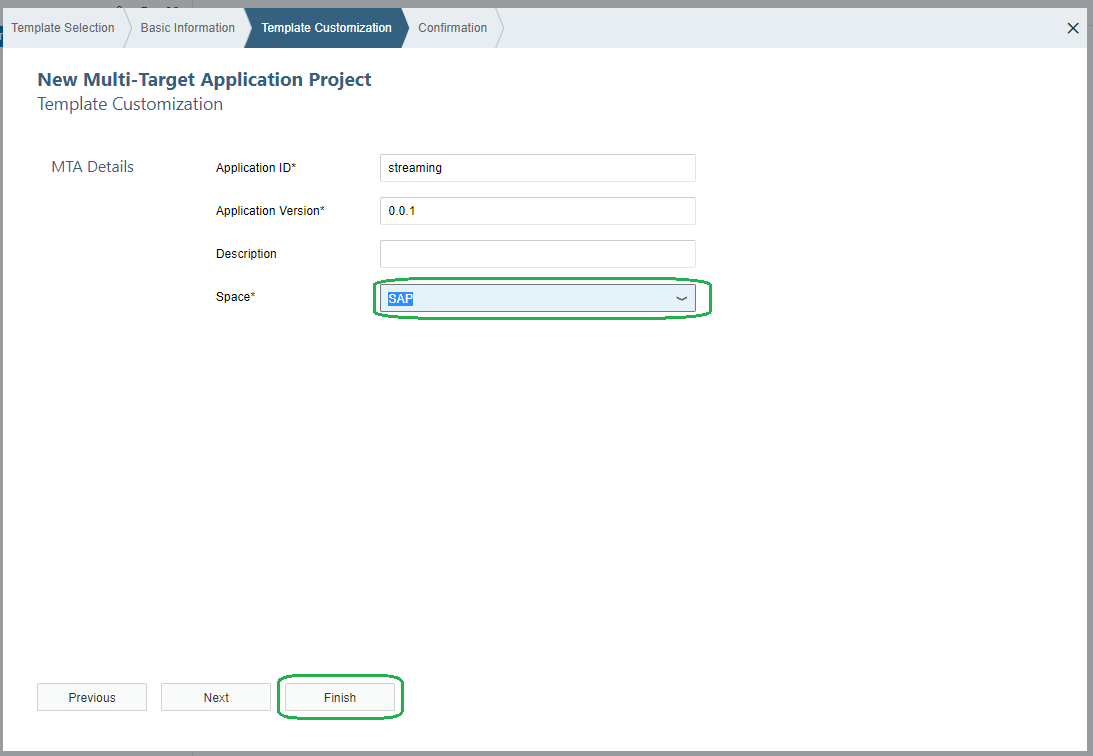 Template Selection
Basic Information
Template Customization
Confirmation
New Multi-Target Application Project
Template Customization
MTA Details
Application ID*
streaming
Application Version*
0.0.1
Description
Space*
SAP
Previous
Next
Finish